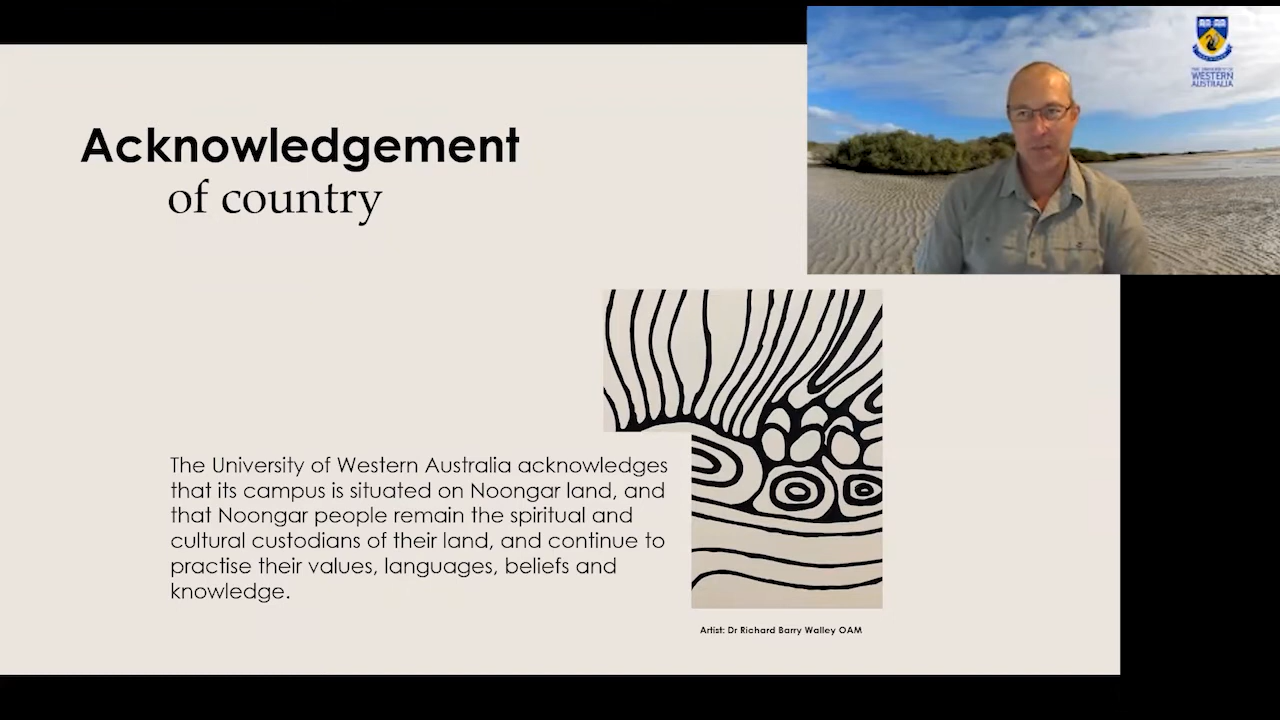 Acknowledgement
of country
The University of Western Australia acknowledges
that its campus is situated on Noongar land, and
that Noongar people remain the spiritual and
cultural custodians of their land, and continue to
practise their values, languages, beliefs and
knowledge.
Artist: Dr Richard Barry Walley OAM
THE UNIVERSITY OF
WESTERN
AUSTRALIA